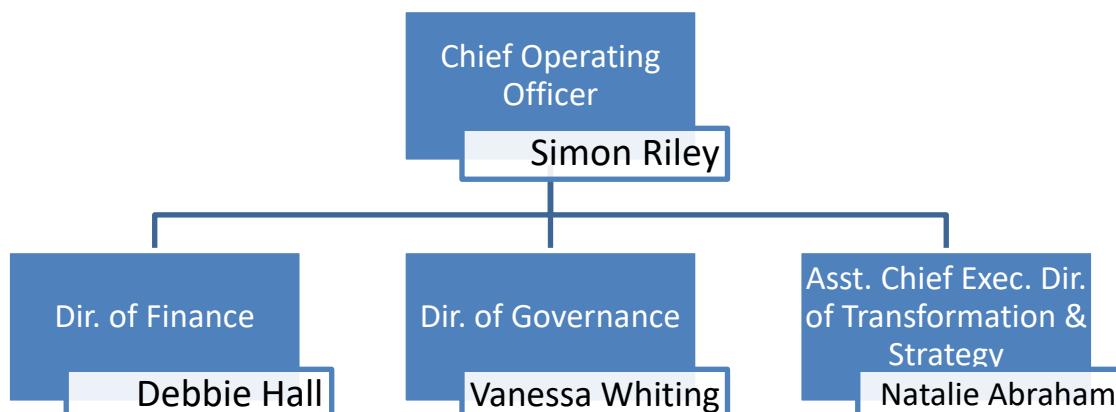 Chief Operating
Officer
Simon Riley
Dir. of Finance
Debbie Hall
Dir. of Governance
Vanessa Whiting
Asst. Chief Exec. Dir.
of Transformation &
Strategy
Natalie Abraham